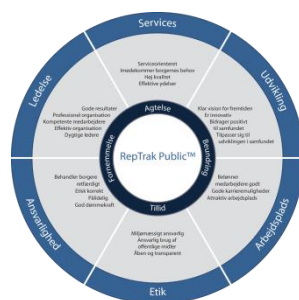 Services
Serviceorienteret
Imødekommer borgernes behov
Høj kvalitet
Effektive ydelser
Udvikling
Klar vision for fremtiden
Er innovativ
Bidrager positivt
til samfundet
Tilpasser sig til
udviklingen i samfundet
Arbejdsplads
Belønner
medarbejdere godt
Gode karrieremuligheder
Attraktiv arbejdsplads
Etik
Miljømæssigt ansvarlig
Ansvarlig brug af
offentlige midler
Åben og transparent
Ansvarlighed
Behandler borgere
retfærdigt
Etisk korrekt
Pålidelig
God dømmekraft
Ledelse
Gode resultater
Professionel organisation
Kompetente medarbejdere
Effektiv organisation
Dygtige ledere
Agtelse
Beundring
Tillid
Fornemmelse
RepTrak Public™